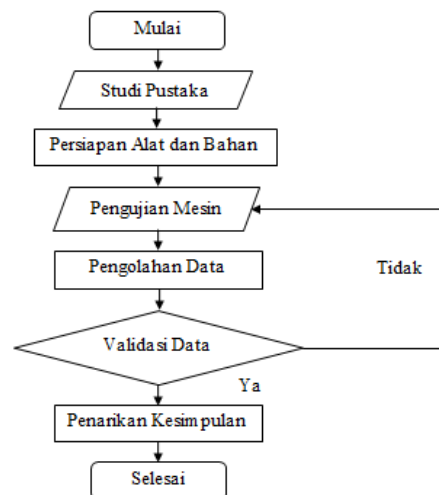 Mulai
Studi Pustaka
Persiapan Alat dan Bahan
Pengujian Mesin
Pengolahan Data
Tidak
Validasi Data
Ya
Penarikan Kesimpulan
Selesai